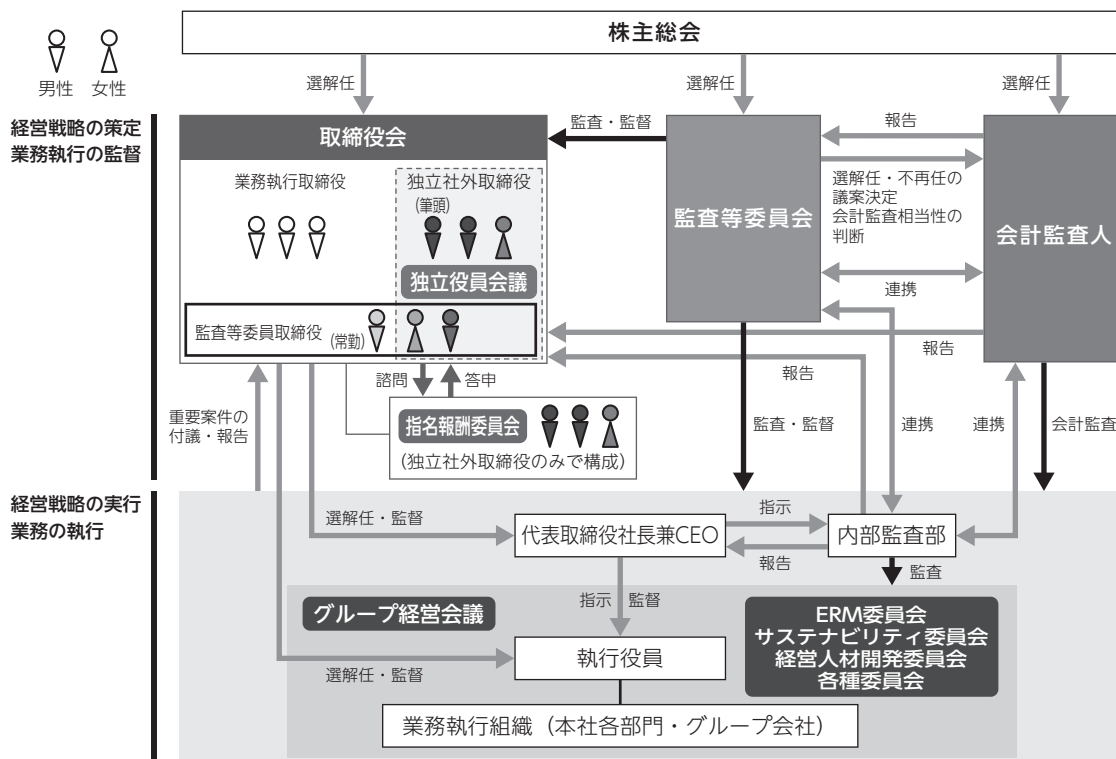 株主総会
男性 女性
選解任
選解任
選解任
経営戦略の策定
業務執行の監督
取締役会
業務執行取締役
独立社外取締役
(筆頭)
独立役員会議
監査等委員取締役 (常勤)
監査・監督
監査等委員会
報告
選解任・不再任の
議案決定
会計監査相当性の
判断
連携
会計監査人
報告
報告
諮問
答申
指名報酬委員会
(独立社外取締役のみで構成)
重要案件の
付議・報告
監査・監督
連携
連携
会計監査
経営戦略の実行
業務の執行
選解任・監督
代表取締役社長兼CEO
指示
報告
内部監査部
監査
指示 監督
グループ経営会議
ERM委員会
サステナビリティ委員会
経営人材開発委員会
各種委員会
選解任・監督
執行役員
業務執行組織（本社各部門・グループ会社）